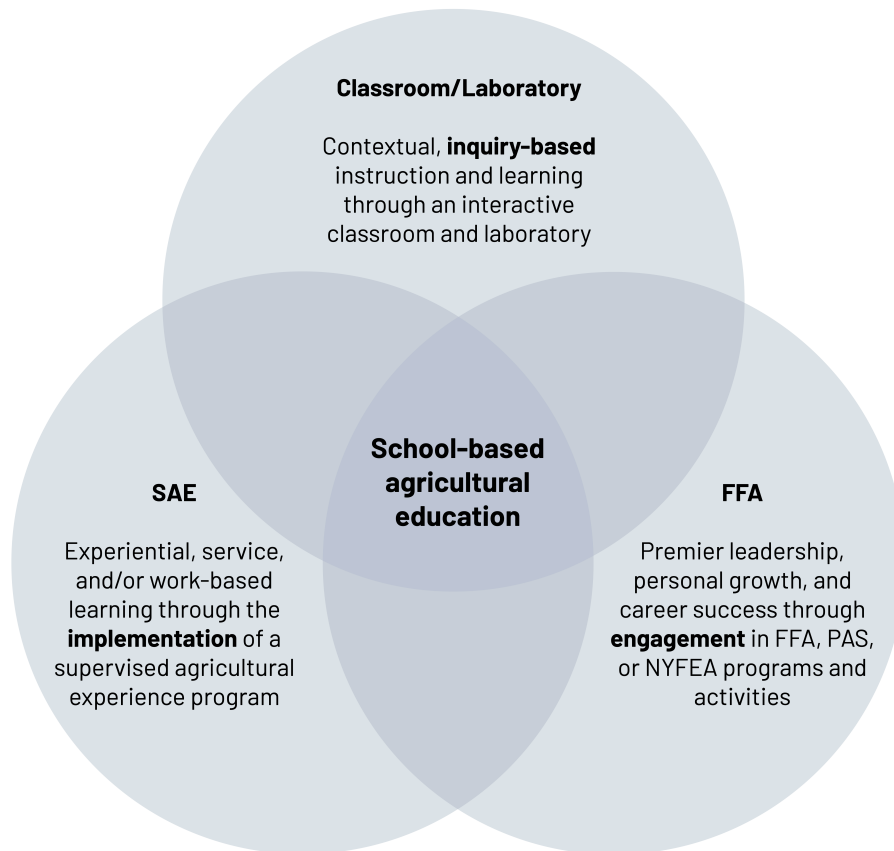 Classroom/Laboratory
Contextual, inquiry-based
instruction and learning
through an interactive
classroom and laboratory
School-based
agricultural
education
SAE
Experiential, service,
and/or work-based
learning through the
implementation of a
supervised agricultural
experience program
FFA
Premier leadership,
personal growth, and
career success through
engagement in FFA, PAS,
or NYFEA programs and
activities